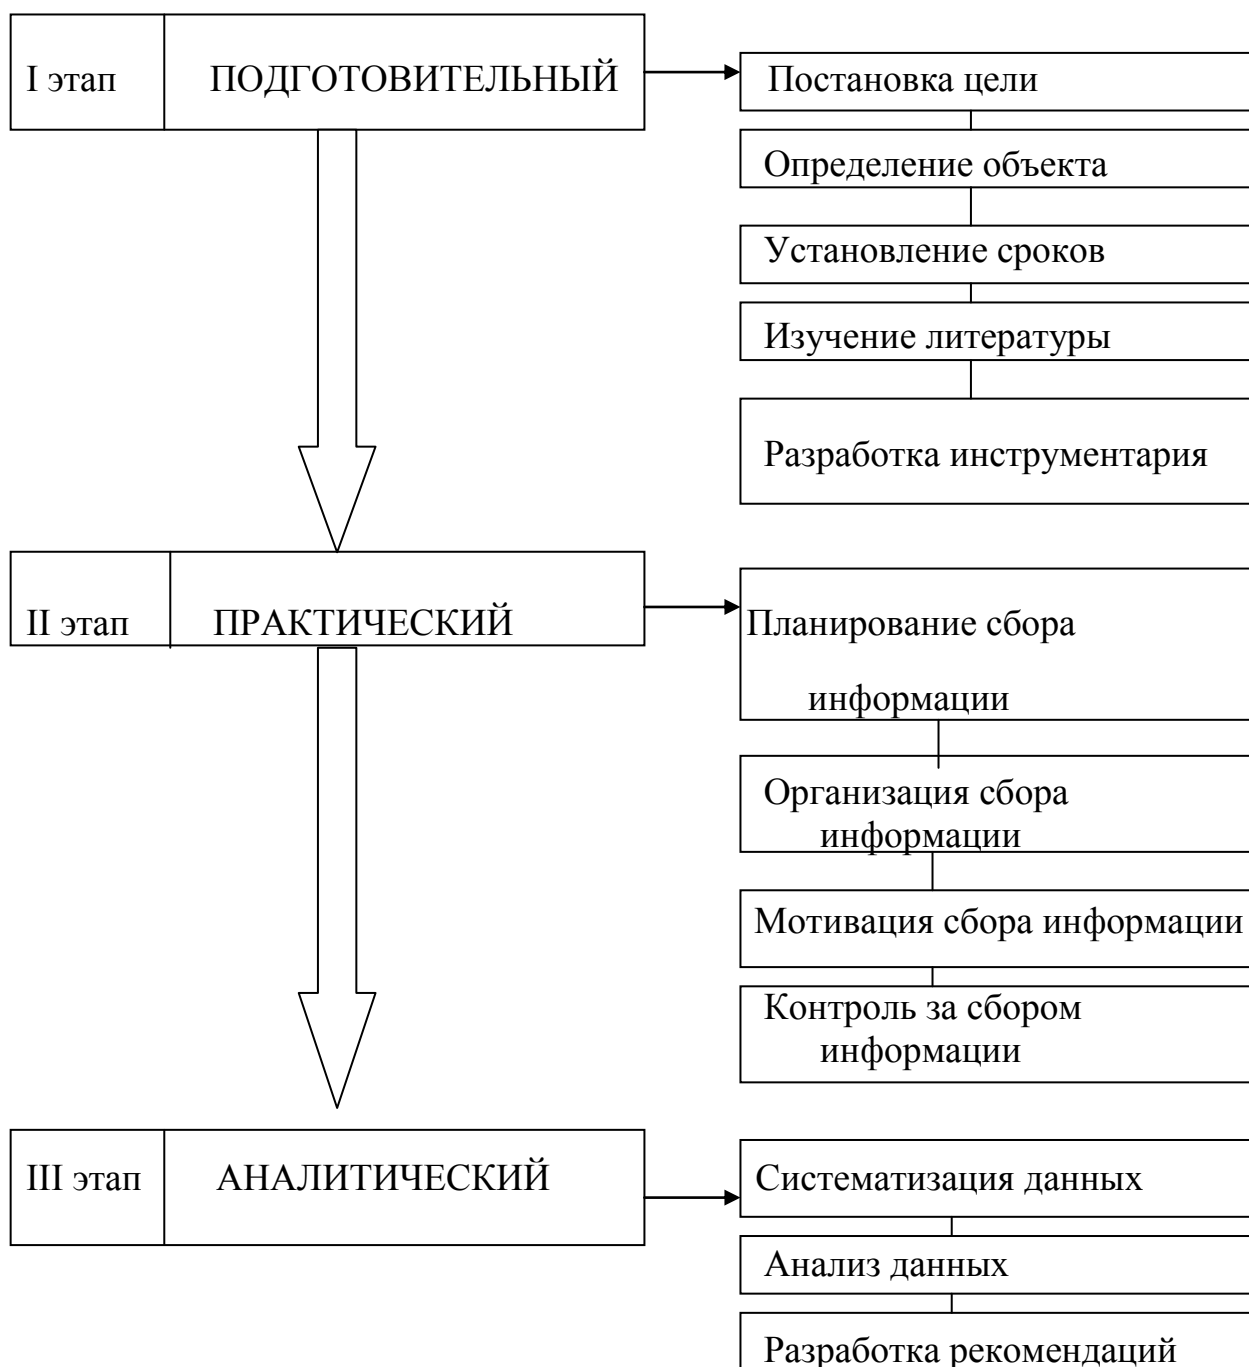 I этап ПОДГОТОВИТЕЛЬНЫЙ
Постановка цели
Определение объекта
Установление сроков
Изучение литературы
Разработка инструментария
II этап ПРАКТИЧЕСКИЙ
Планирование сбора
информации
Организация сбора
информации
Мотивация сбора информации
Контроль за сбором
информации
III этап АНАЛИТИЧЕСКИЙ
Систематизация данных
Анализ данных
Разработка рекомендаций